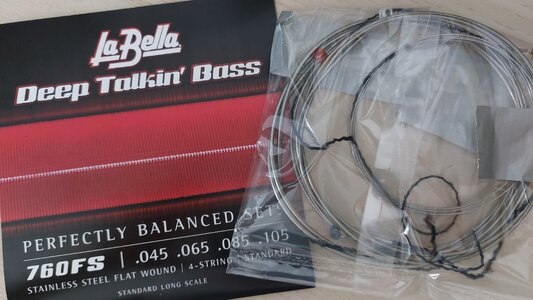 La Bella
Deep Talkin' Bass
PERFECTLY BALANCED SET
760FS | .045 .065 .085 .105
STAINLESS STEEL FLAT WOUND | 4-STRING | STANDARD
STANDARD LONG SCALE